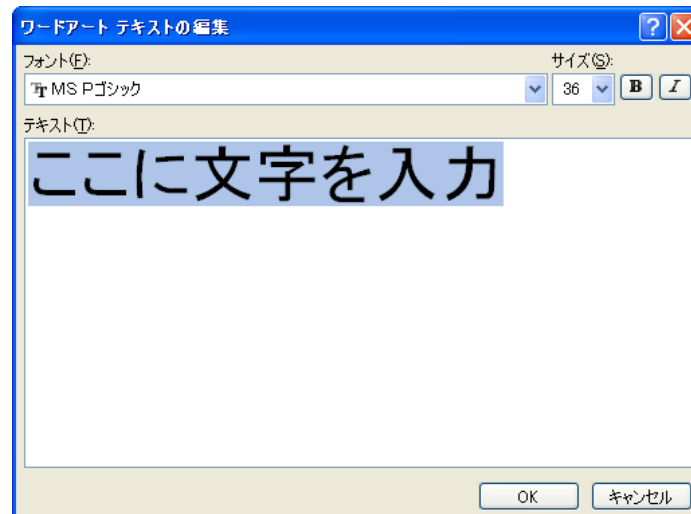 ワードアート テキストの編集
フォント(F):
サイズ(S):
MS Pゴシック
36
B
I
テキスト(T):
ここに文字を入力
OK
キャンセル